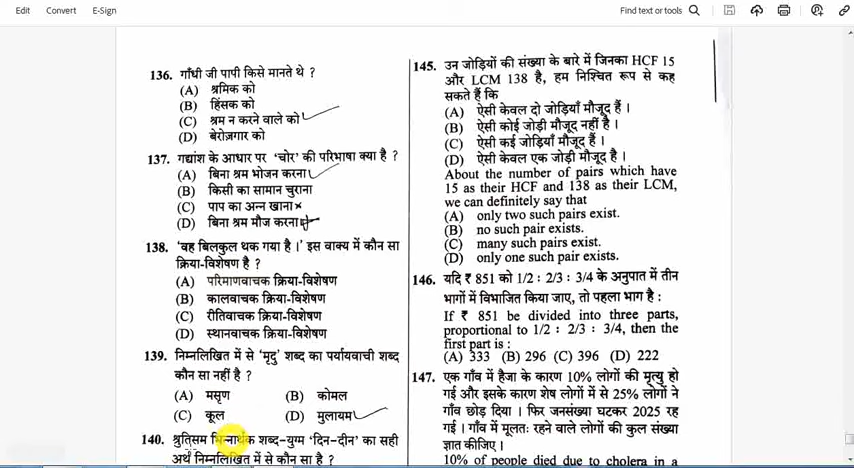 Edit Convert E-Sign Find text or tools
136. गाँधी जी पापी किसे मानते थे ?
(A) श्रमिक को
(B) हिंसक को
(C) श्रम न करने वाले को
(D) बेरोज़गार को
137. गद्यांश के आधार पर 'चोर' की परिभाषा क्या है ?
(A) बिना श्रम भोजन करना
(B) किसी का सामान चुराना
(C) पाप का अन्न खाना
(D) बिना श्रम मौज करना
138. 'वह बिलकुल थक गया है ।' इस वाक्य में कौन सा
क्रिया-विशेषण है ?
(A) परिमाणवाचक क्रिया-विशेषण
(B) कालवाचक क्रिया-विशेषण
(C) रीतिवाचक क्रिया-विशेषण
(D) स्थानवाचक क्रिया-विशेषण
139. निम्नलिखित में से 'मृदु' शब्द का पर्यायवाची शब्द
कौन सा नहीं है ?
(A) मसृण (B) कोमल
(C) कूल (D) मुलायम
140. श्रुतिसम भिन्नार्थक शब्द-युग्म 'दिन-दीन' का सही
अर्थ निम्नलिखित में से कौन सा है ?
145. उन जोड़ियों की संख्या के बारे में जिनका HCF 15
और LCM 138 है, हम निश्चित रूप से कह
सकते हैं कि
(A) ऐसी केवल दो जोड़ियाँ मौजूद हैं ।
(B) ऐसी कोई जोड़ी मौजूद नहीं है ।
(C) ऐसी कई जोड़ियाँ मौजूद हैं ।
(D) ऐसी केवल एक जोड़ी मौजूद है ।
About the number of pairs which have
15 as their HCF and 138 as their LCM,
we can definitely say that
(A) only two such pairs exist.
(B) no such pair exists.
(C) many such pairs exist.
(D) only one such pair exists.
146. यदि ₹ 851 को 1/2 : 2/3 : 3/4 के अनुपात में तीन
भागों में विभाजित किया जाए, तो पहला भाग है :
If ₹ 851 be divided into three parts,
proportional to 1/2 : 2/3 : 3/4, then the
first part is :
(A) 333 (B) 296 (C) 396 (D) 222
147. एक गाँव में हैजा के कारण 10% लोगों की मृत्यु हो
गई और इसके कारण शेष लोगों में से 25% लोगों ने
गाँव छोड़ दिया । फिर जनसंख्या घटकर 2025 रह
गई । गाँव में मूलतः रहने वाले लोगों की कुल संख्या
ज्ञात कीजिए ।
10% of people died due to cholera in a